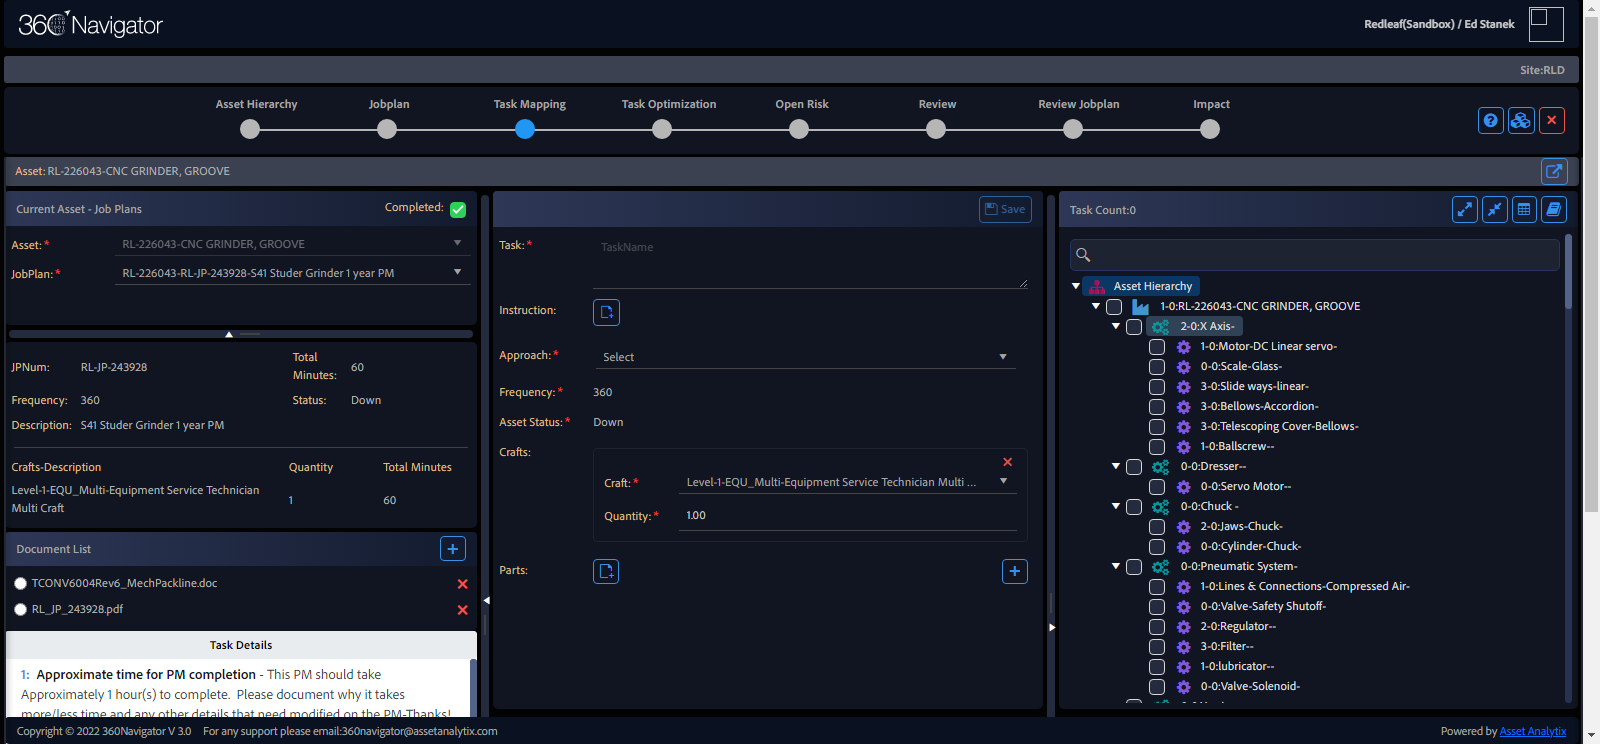 360 Navigator
Redleaf(Sandbox) / Ed Stanek
Site:RLD
Asset Hierarchy
Jobplan
Task Mapping
Task Optimization
Open Risk
Review
Review Jobplan
Impact
Asset: RL-226043-CNC GRINDER, GROOVE
Current Asset - Job Plans
Completed:
Asset:* RL-226043-CNC GRINDER, GROOVE
JobPlan:* RL-226043-RL-JP-243928-S41 Studer Grinder 1 year PM
JPNum: RL-JP-243928
Total Minutes: 60
Frequency: 360
Status: Down
Description: S41 Studer Grinder 1 year PM
Crafts-Description Quantity Total Minutes
Level-1-EQU_Multi-Equipment Service Technician
Multi Craft
1 60
Document List
TCONV6004Rev6_MechPackline.doc
RL_JP_243928.pdf
Task Details
1: Approximate time for PM completion - This PM should take
Approximately 1 hour(s) to complete. Please document why it takes
more/less time and any other details that need modified on the PM-Thanks!
Save
Task:* TaskName
Instruction:
Approach:* Select
Frequency:* 360
Asset Status:* Down
Crafts:
Craft:* Level-1-EQU_Multi-Equipment Service Technician Multi ...
Quantity:* 1.00
Parts:
Task Count:0
Asset Hierarchy
1-0:RL-226043-CNC GRINDER, GROOVE
2-0:X Axis-
1-0:Motor-DC Linear servo-
0-0:Scale-Glass-
3-0:Slide ways-linear-
3-0:Bellows-Accordion-
3-0:Telescoping Cover-Bellows-
1-0:Ballscrew--
0-0:Dresser--
0-0:Servo Motor--
0-0:Chuck -
2-0:Jaws-Chuck-
0-0:Cylinder-Chuck-
0-0:Pneumatic System-
1-0:Lines & Connections-Compressed Air-
0-0:Valve-Safety Shutoff-
2-0:Regulator--
3-0:Filter--
1-0:lubricator--
0-0:Valve-Solenoid-
Copyright © 2022 360Navigator V 3.0 For any support please email:360navigator@assetanalytix.com
Powered by Asset Analytix